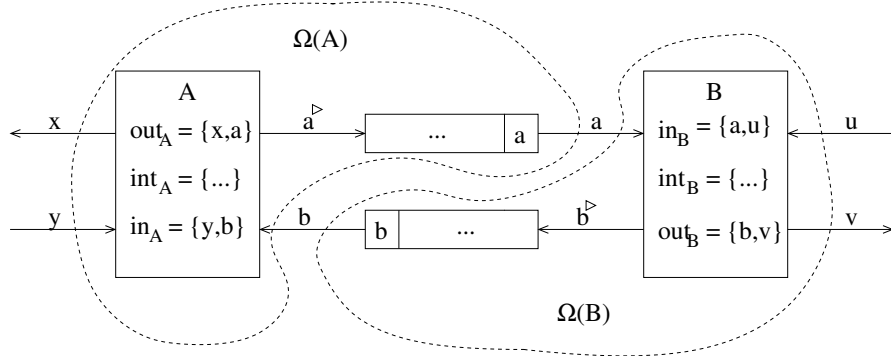 Ω(A)
A
B
x
out_A = {x,a}
a▷
...
a
a
in_B = {a,u}
u
int_A = {...}
int_B = {...}
y
in_A = {y,b}
b
b
...
b▷
out_B = {b,v}
v
Ω(B)